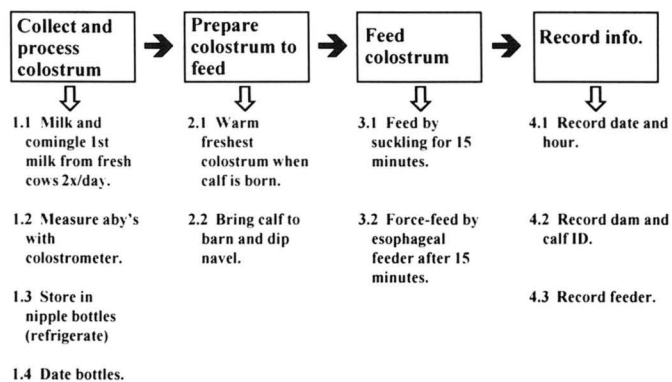 Collect and
process
colostrum
Prepare
colostrum to
feed
Feed
colostrum
Record info.
1.1 Milk and
comingle 1st
milk from fresh
cows 2x/day.
1.2 Measure aby's
with
colostrometer.
1.3 Store in
nipple bottles
(refrigerate)
1.4 Date bottles.
2.1 Warm
freshest
colostrum when
calf is born.
2.2 Bring calf to
barn and dip
navel.
3.1 Feed by
suckling for 15
minutes.
3.2 Force-feed by
esophageal
feeder after 15
minutes.
4.1 Record date and
hour.
4.2 Record dam and
calf ID.
4.3 Record feeder.